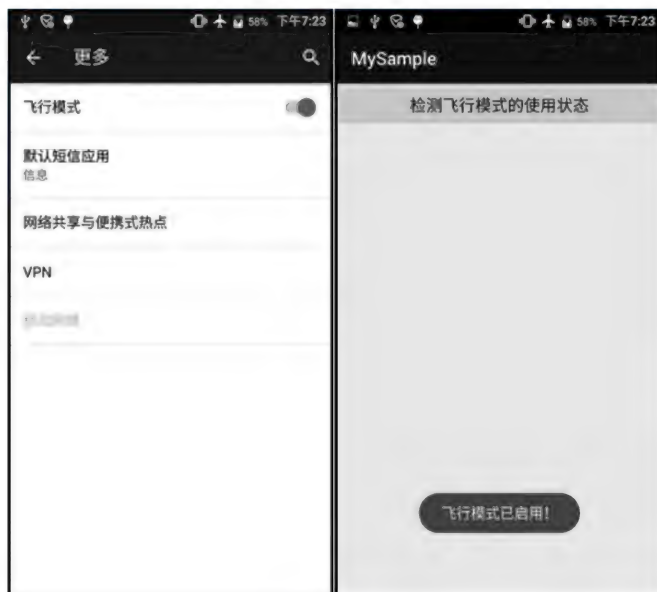 58% 下午7:23
更多
飞行模式
默认短信应用
信息
网络共享与便携式热点
VPN
58% 下午7:23
MySample
检测飞行模式的使用状态
飞行模式已启用!